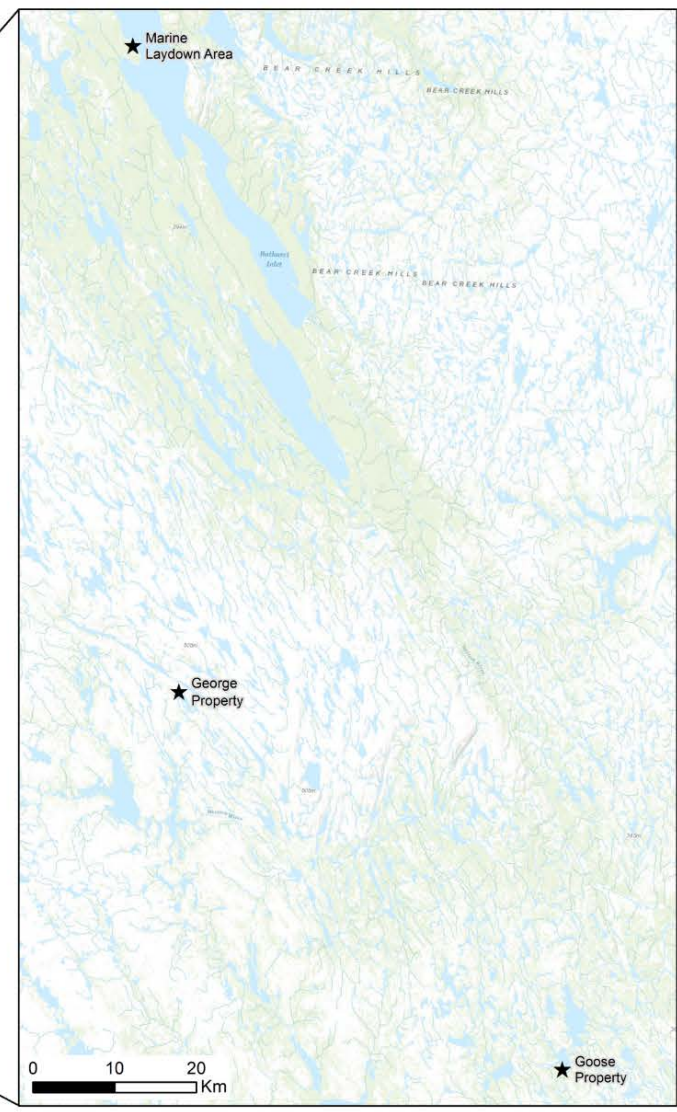 Marine
Laydown Area
BEAR CREEK HILLS
BEAR CREEK HILLS
Bathurst
Inlet
BEAR CREEK HILLS
BEAR CREEK HILLS
George
Property
Goose
Property
0 10 20
Km